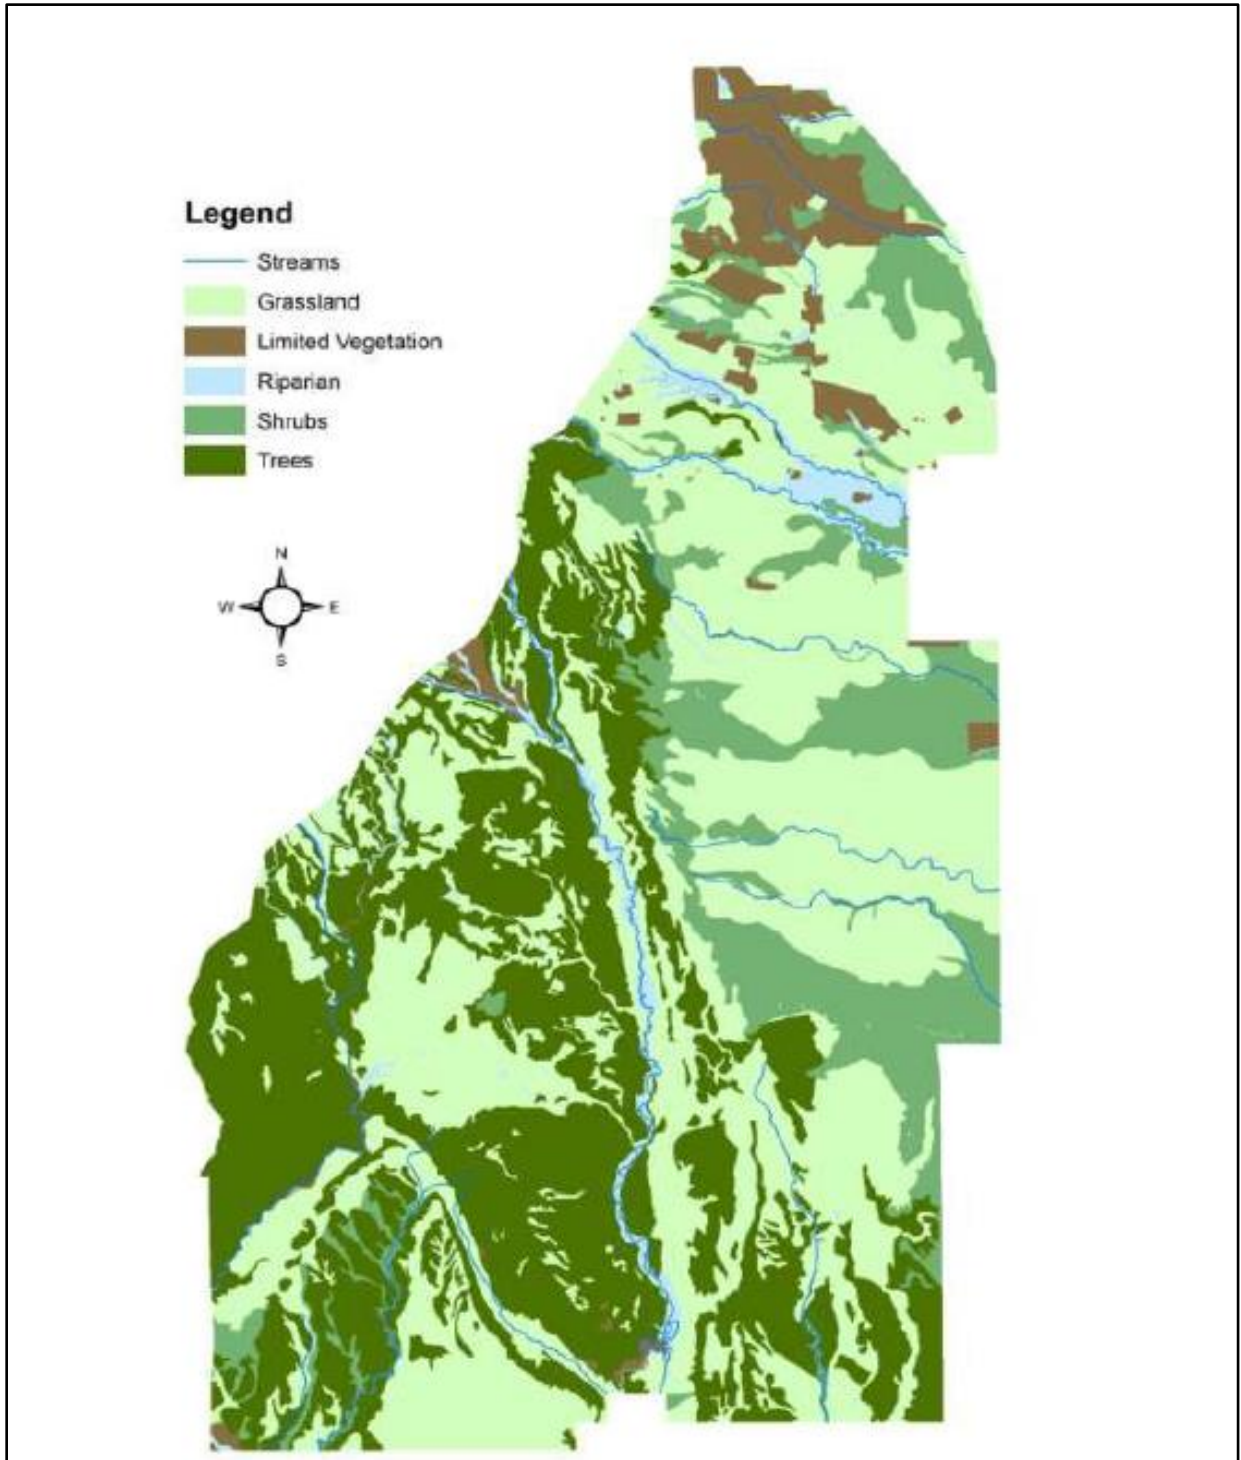 Legend
Streams
Grassland
Limited Vegetation
Riparian
Shrubs
Trees
N
W E
S